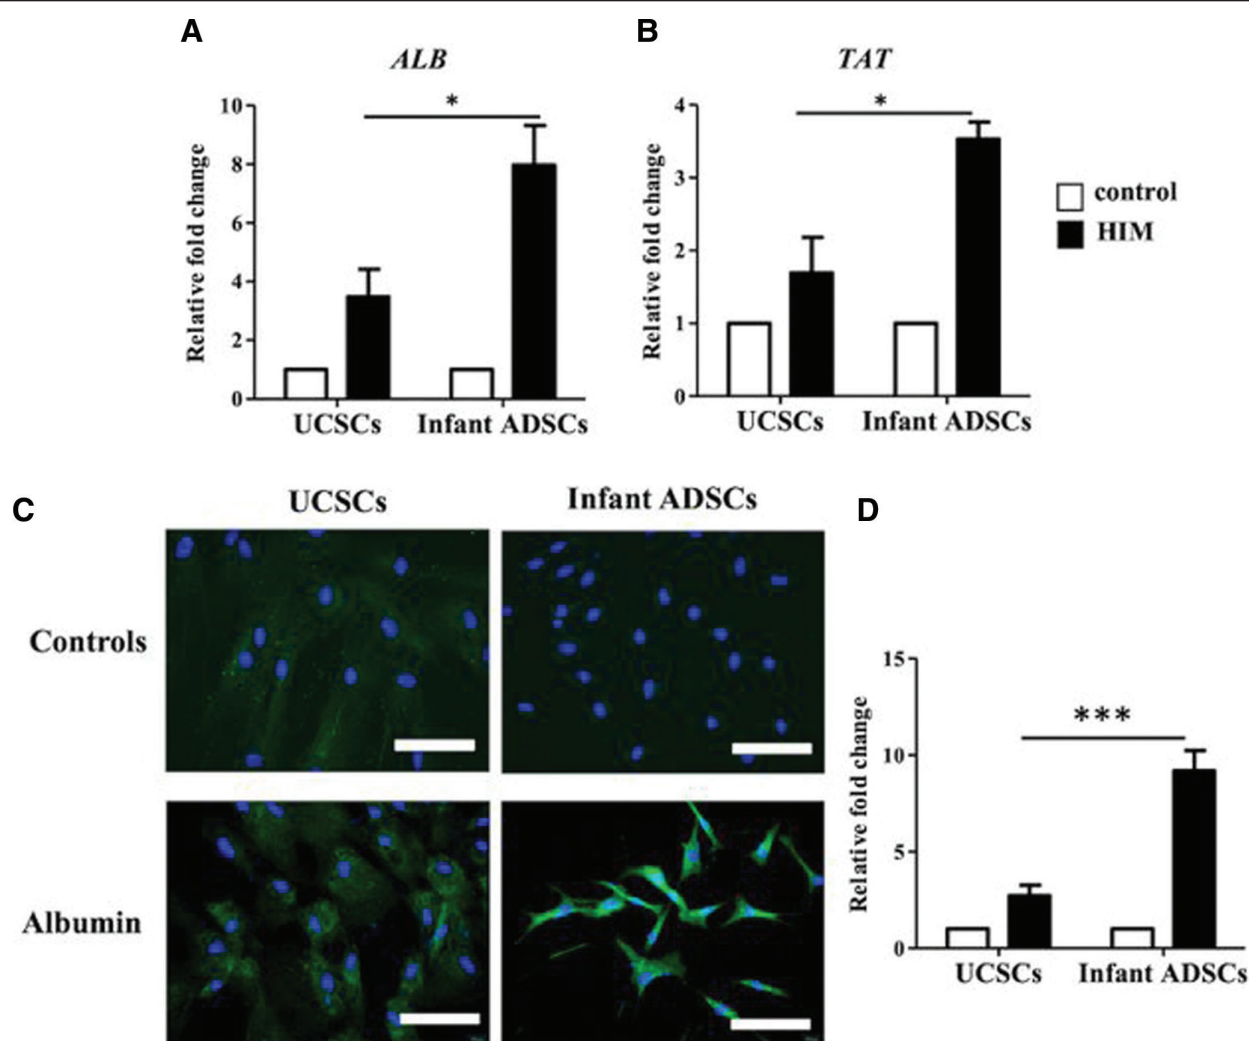 A
B
ALB
TAT
*
*
Relative fold change
10
8
6
4
2
0
UCSCs
Infant ADSCs
Relative fold change
4
3
2
1
0
UCSCs
Infant ADSCs
control
HIM
C
UCSCs
Infant ADSCs
D
Controls
Albumin
***
Relative fold change
15
10
5
0
UCSCs
Infant ADSCs